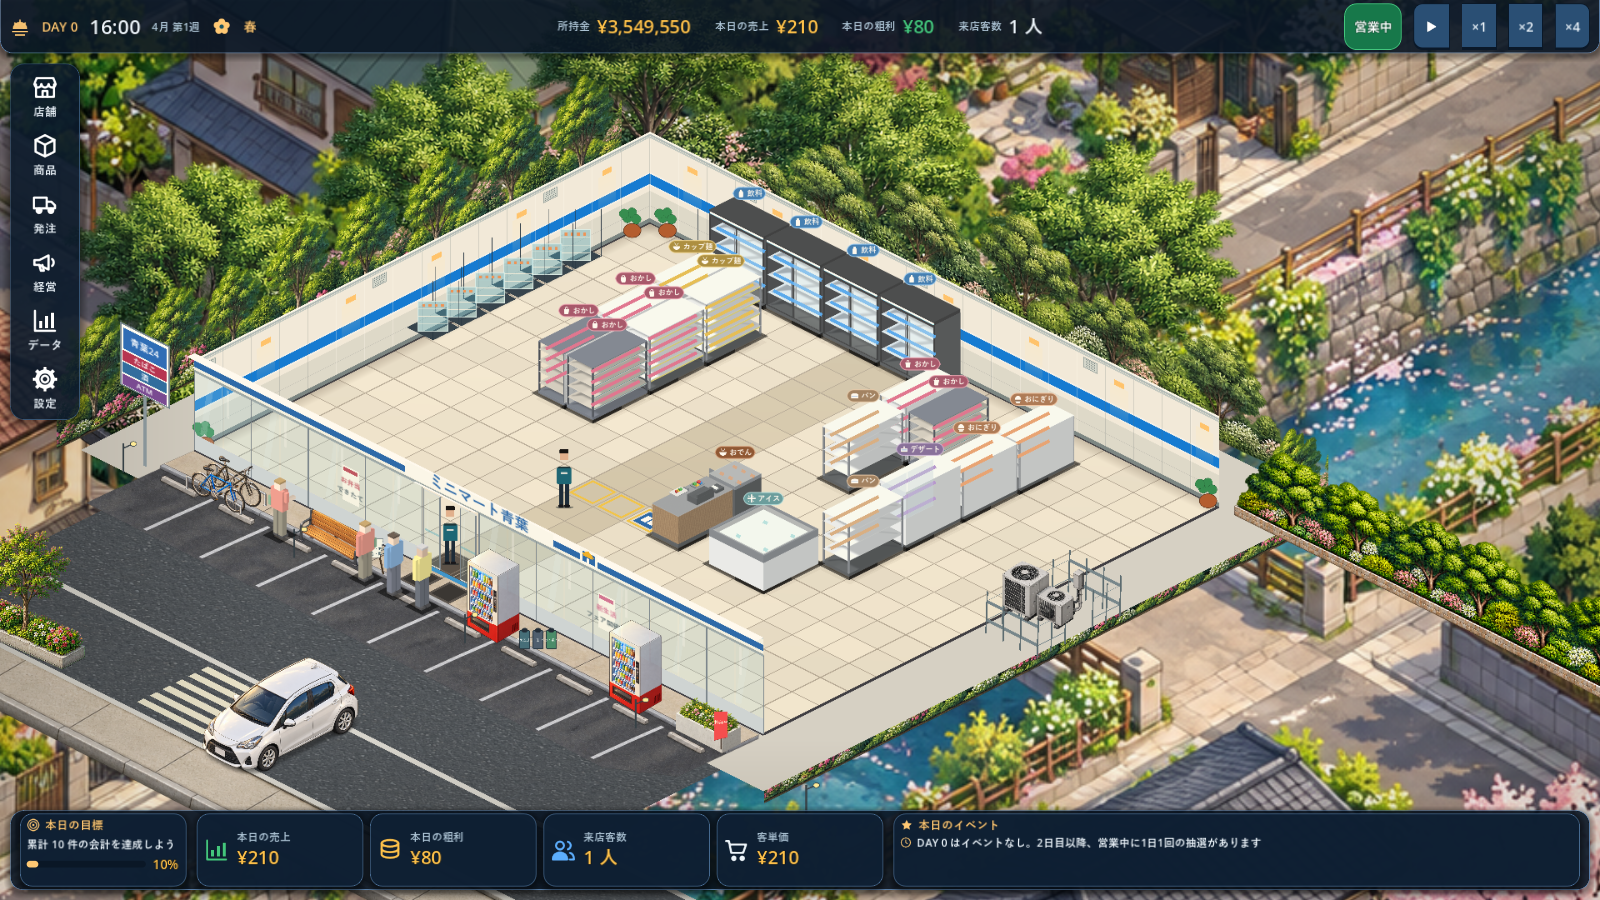 DAY 0
16:00
4月 第1週
春
所持金 ¥3,549,550
本日の売上 ¥210
本日の粗利 ¥80
来店客数 1 人
営業中
×1
×2
×4
店舗
商品
発注
経営
データ
設定
飲料
飲料
飲料
飲料
カップ麺
カップ麺
おかし
おかし
おかし
おかし
おかし
おかし
パン
おにぎり
おにぎり
デザート
パン
おでん
アイス
青葉24
たばこ
酒
ATM
ミニマート青葉
本日の目標
累計 10 件の会計を達成しよう
10%
本日の売上
¥210
本日の粗利
¥80
来店客数
1 人
客単価
¥210
本日のイベント
DAY 0 はイベントなし。2日目以降、営業中に1日1回の抽選があります